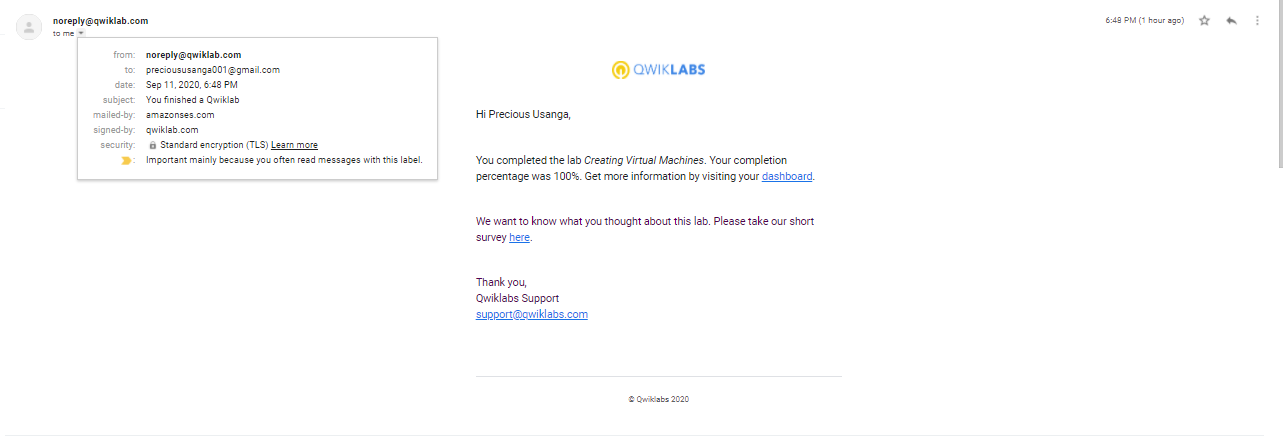 noreply@qwiklab.com
6:48 PM (1 hour ago)
to me
from: noreply@qwiklab.com
to: precioususanga001@gmail.com
date: Sep 11, 2020, 6:48 PM
subject: You finished a Qwiklab
mailed-by: amazonses.com
signed-by: qwiklab.com
security: Standard encryption (TLS) Learn more
: Important mainly because you often read messages with this label.
QWIKLABS
Hi Precious Usanga,
You completed the lab Creating Virtual Machines. Your completion
percentage was 100%. Get more information by visiting your dashboard.
We want to know what you thought about this lab. Please take our short
survey here.
Thank you,
Qwiklabs Support
support@qwiklabs.com
© Qwiklabs 2020